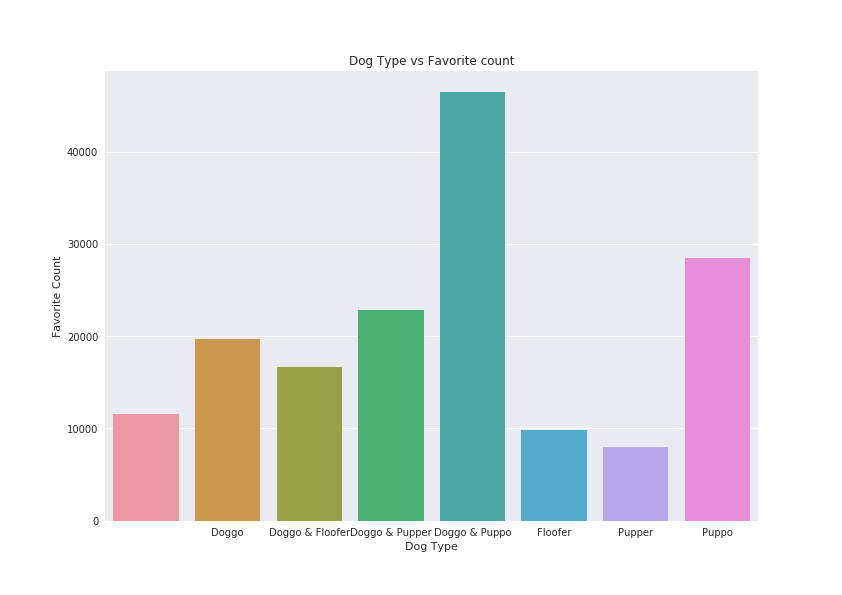 Dog Type vs Favorite count
Favorite Count
40000
30000
20000
10000
0
Doggo Doggo & Floofer Doggo & Pupper Doggo & Puppo Floofer Pupper Puppo
Dog Type